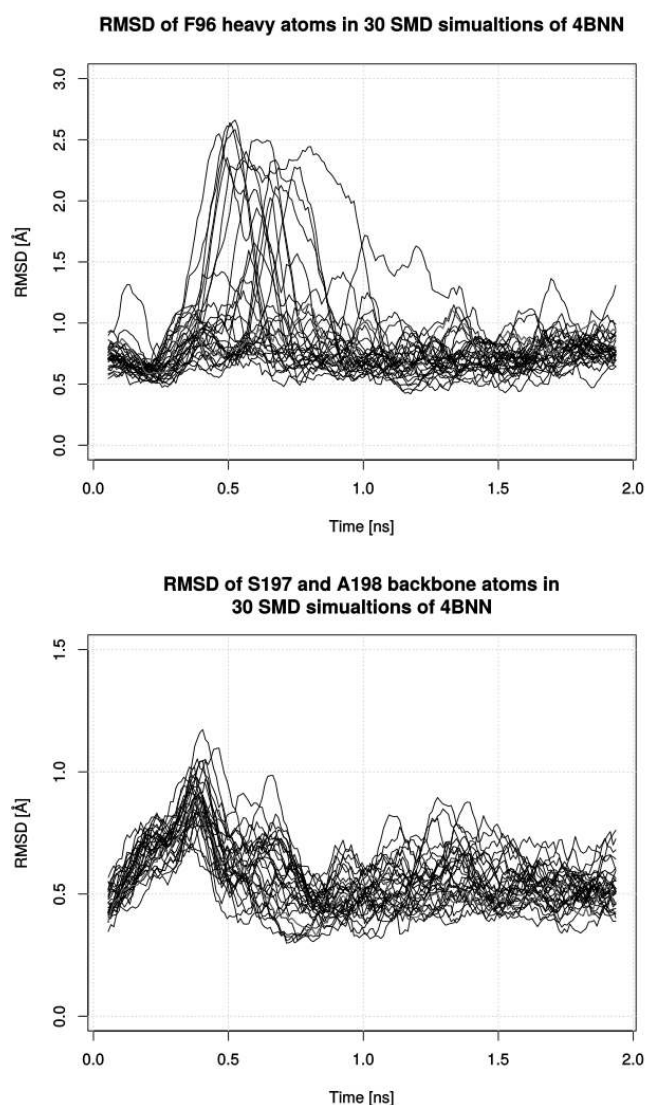 RMSD of F96 heavy atoms in 30 SMD simualtions of 4BNN
3.0
2.5
2.0
1.5
1.0
0.5
0.0
RMSD [Å]
0.0 0.5 1.0 1.5 2.0
Time [ns]
RMSD of S197 and A198 backbone atoms in
30 SMD simualtions of 4BNN
1.5
1.0
0.5
0.0
RMSD [Å]
0.0 0.5 1.0 1.5 2.0
Time [ns]